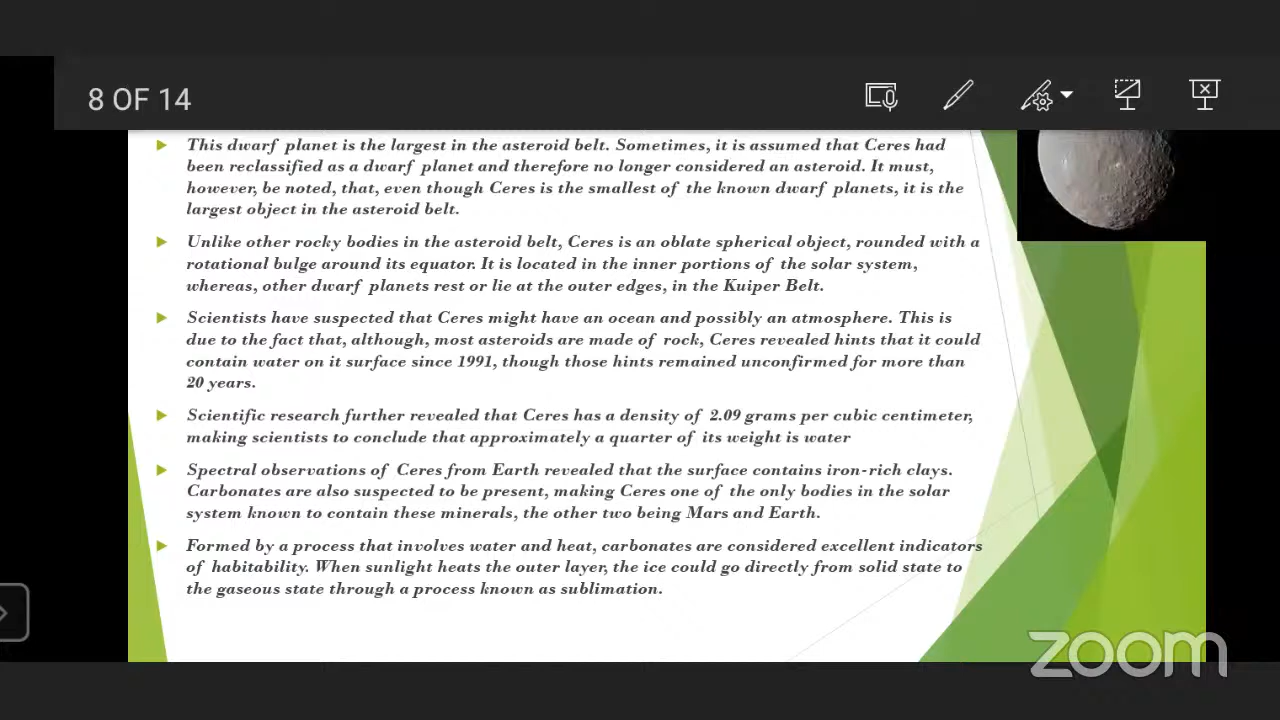 8 OF 14
This dwarf planet is the largest in the asteroid belt. Sometimes, it is assumed that Ceres had
been reclassified as a dwarf planet and therefore no longer considered an asteroid. It must,
however, be noted, that, even though Ceres is the smallest of the known dwarf planets, it is the
largest object in the asteroid belt.
Unlike other rocky bodies in the asteroid belt, Ceres is an oblate spherical object, rounded with a
rotational bulge around its equator. It is located in the inner portions of the solar system,
whereas, other dwarf planets rest or lie at the outer edges, in the Kuiper Belt.
Scientists have suspected that Ceres might have an ocean and possibly an atmosphere. This is
due to the fact that, although, most asteroids are made of rock, Ceres revealed hints that it could
contain water on it surface since 1991, though those hints remained unconfirmed for more than
20 years.
Scientific research further revealed that Ceres has a density of 2.09 grams per cubic centimeter,
making scientists to conclude that approximately a quarter of its weight is water
Spectral observations of Ceres from Earth revealed that the surface contains iron-rich clays.
Carbonates are also suspected to be present, making Ceres one of the only bodies in the solar
system known to contain these minerals, the other two being Mars and Earth.
Formed by a process that involves water and heat, carbonates are considered excellent indicators
of habitability. When sunlight heats the outer layer, the ice could go directly from solid state to
the gaseous state through a process known as sublimation.
zoom